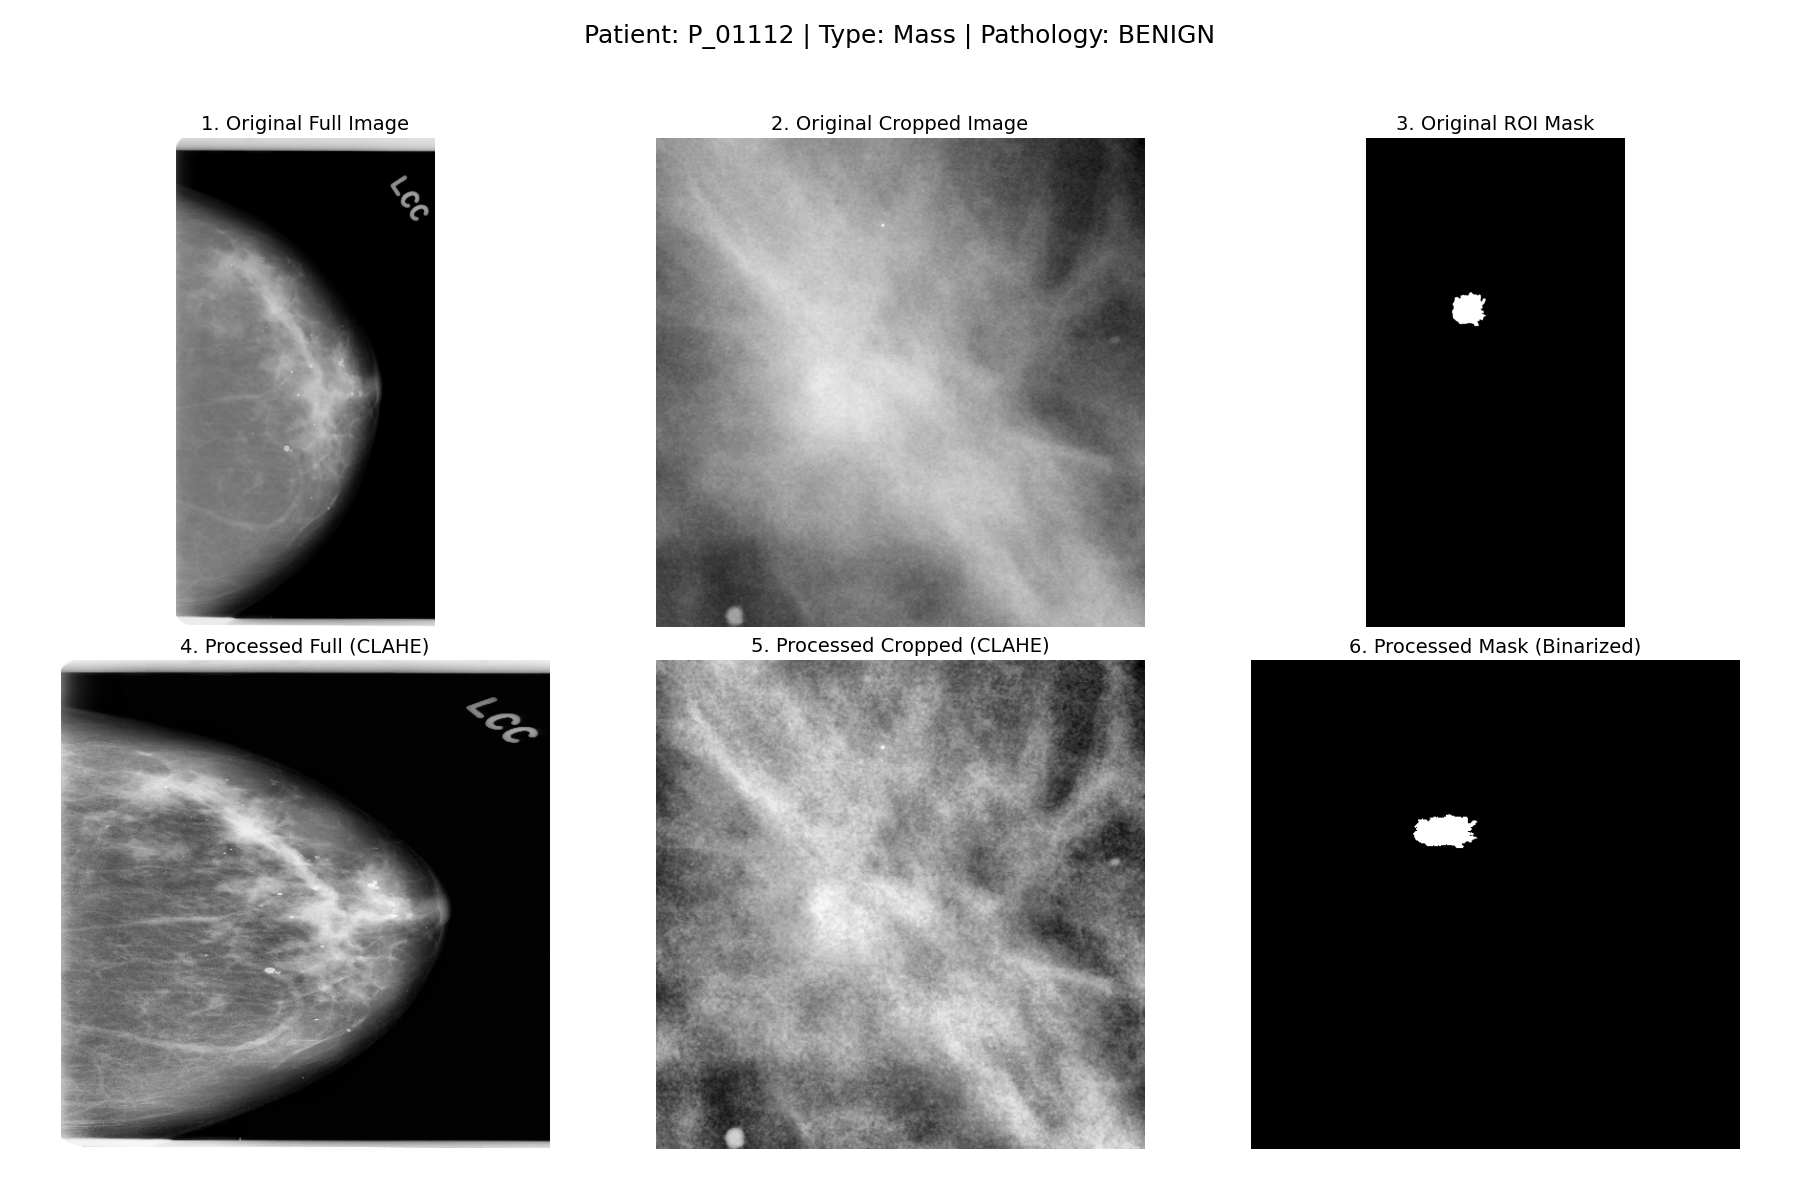 Patient: P_01112 | Type: Mass | Pathology: BENIGN
1. Original Full Image
2. Original Cropped Image
3. Original ROI Mask
LCC
4. Processed Full (CLAHE)
5. Processed Cropped (CLAHE)
6. Processed Mask (Binarized)
LCC